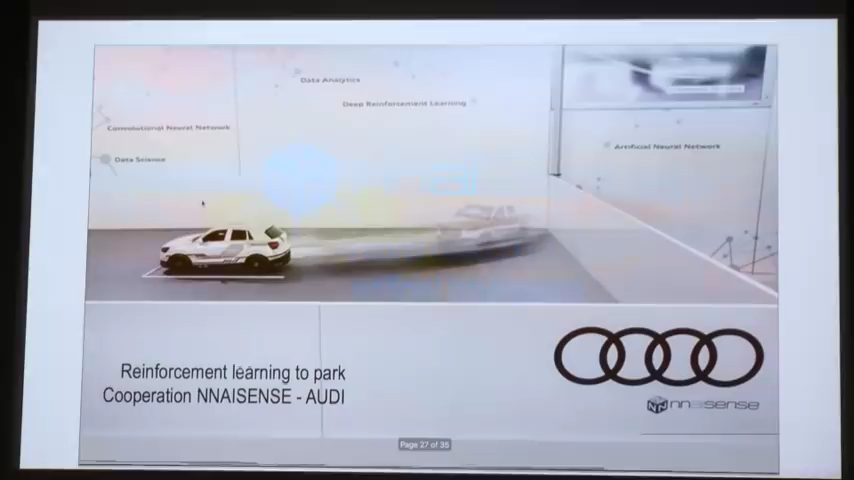 Data Analytics
Deep Reinforcement Learning
Convolutional Neural Network
Data Science
Artificial Neural Network
Reinforcement learning to park
Cooperation NNAISENSE - AUDI
nnaisense
Page 27 of 35